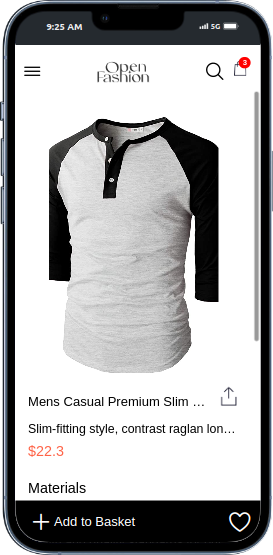 9:25 AM
5G
3
Open
Fashion
Mens Casual Premium Slim ...
Slim-fitting style, contrast raglan lon...
$22.3
Materials
Add to Basket